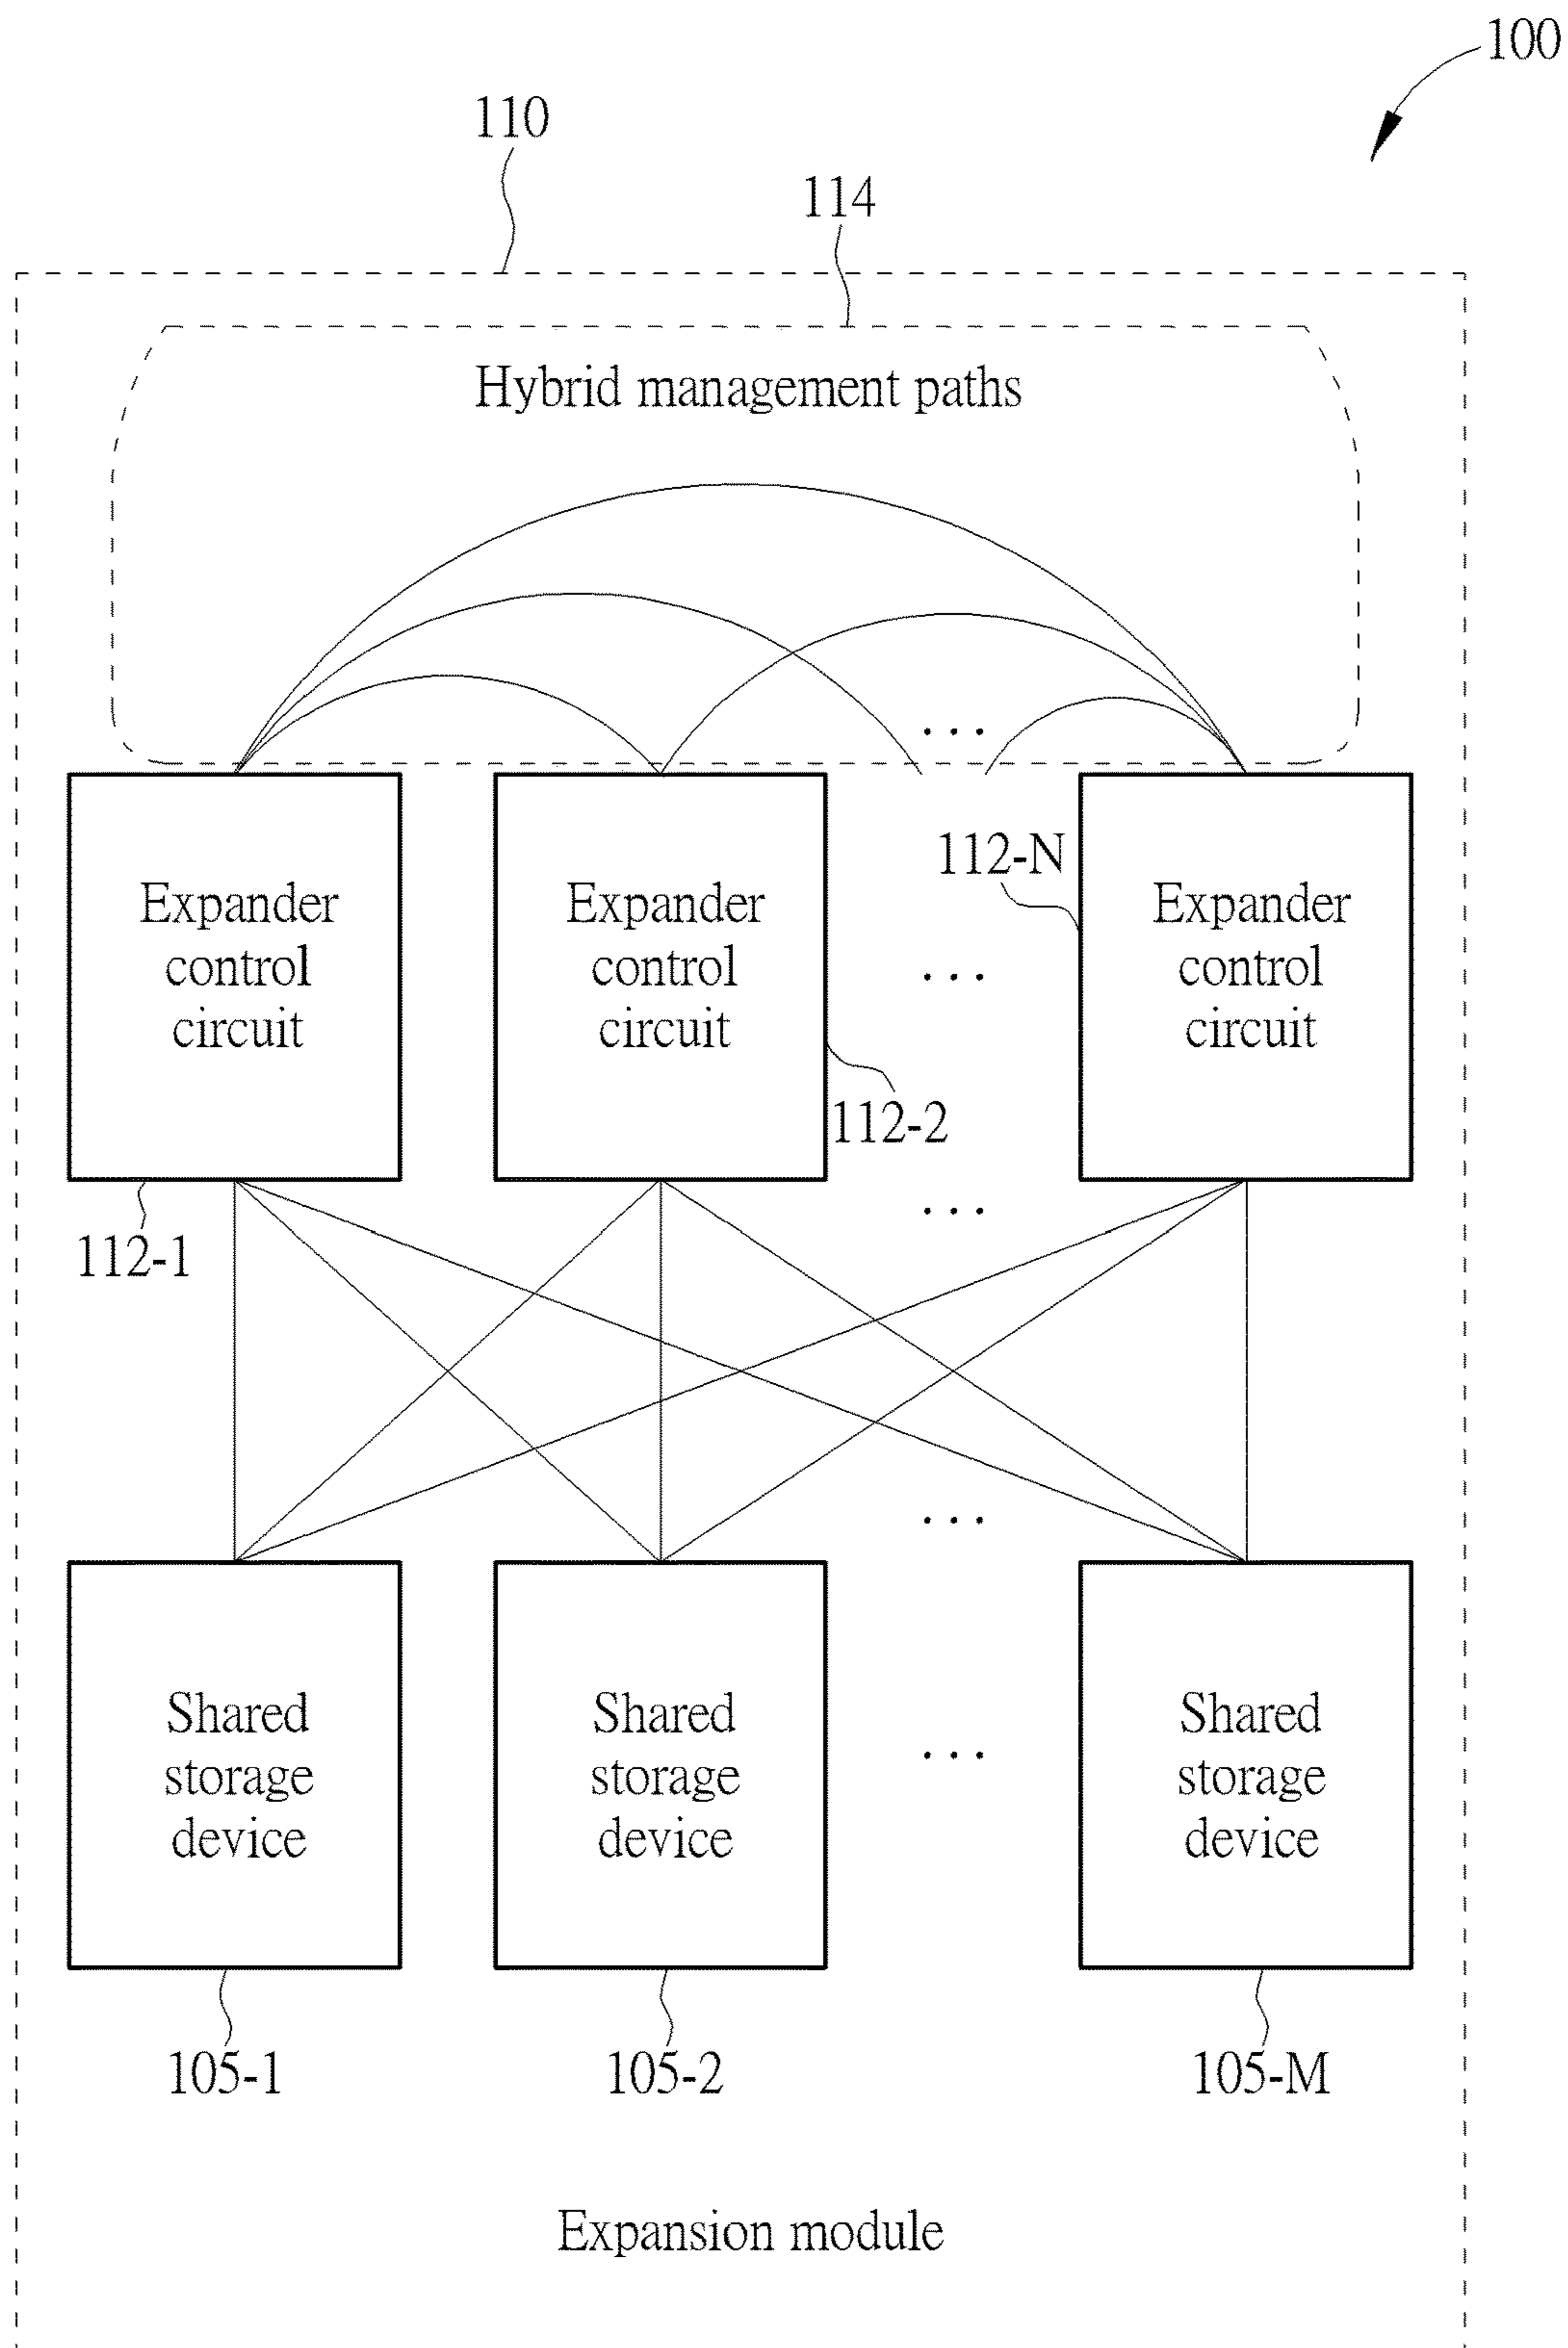 100
110
114
Hybrid management paths
...
112-N
Expander
control
circuit
Expander
control
circuit
...
Expander
control
circuit
112-2
112-1
...
...
Shared
storage
device
Shared
storage
device
...
Shared
storage
device
105-1
105-2
105-M
Expansion module